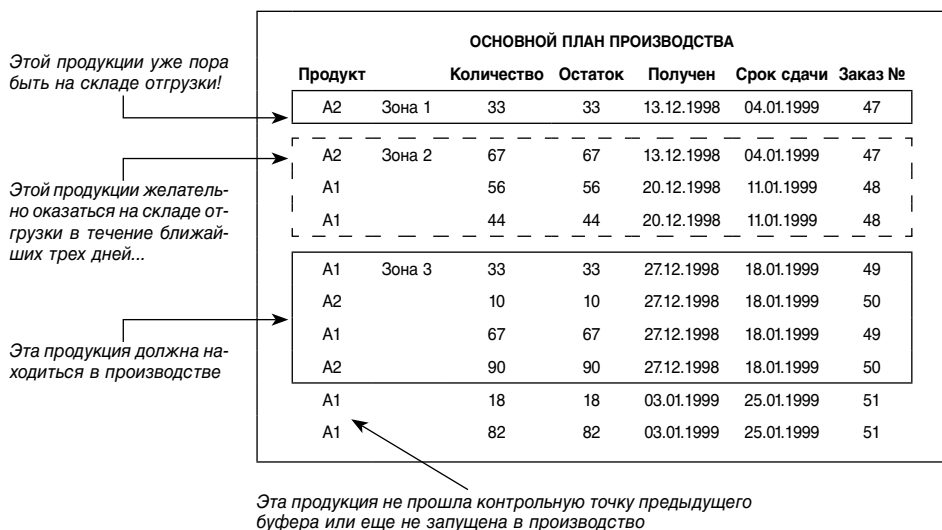 ОСНОВНОЙ ПЛАН ПРОИЗВОДСТВА
Продукт Количество Остаток Получен Срок сдачи Заказ №
A2 Зона 1 33 33 13.12.1998 04.01.1999 47
A2 Зона 2 67 67 13.12.1998 04.01.1999 47
A1 56 56 20.12.1998 11.01.1999 48
A1 44 44 20.12.1998 11.01.1999 48
A1 Зона 3 33 33 27.12.1998 18.01.1999 49
A2 10 10 27.12.1998 18.01.1999 50
A1 67 67 27.12.1998 18.01.1999 49
A2 90 90 27.12.1998 18.01.1999 50
A1 18 18 03.01.1999 25.01.1999 51
A1 82 82 03.01.1999 25.01.1999 51
Этой продукции уже пора
быть на складе отгрузки!
Этой продукции желатель-
но оказаться на складе от-
грузки в течение ближай-
ших трех дней...
Эта продукция должна на-
ходиться в производстве
Эта продукция не прошла контрольную точку предыдущего
буфера или еще не запущена в производство